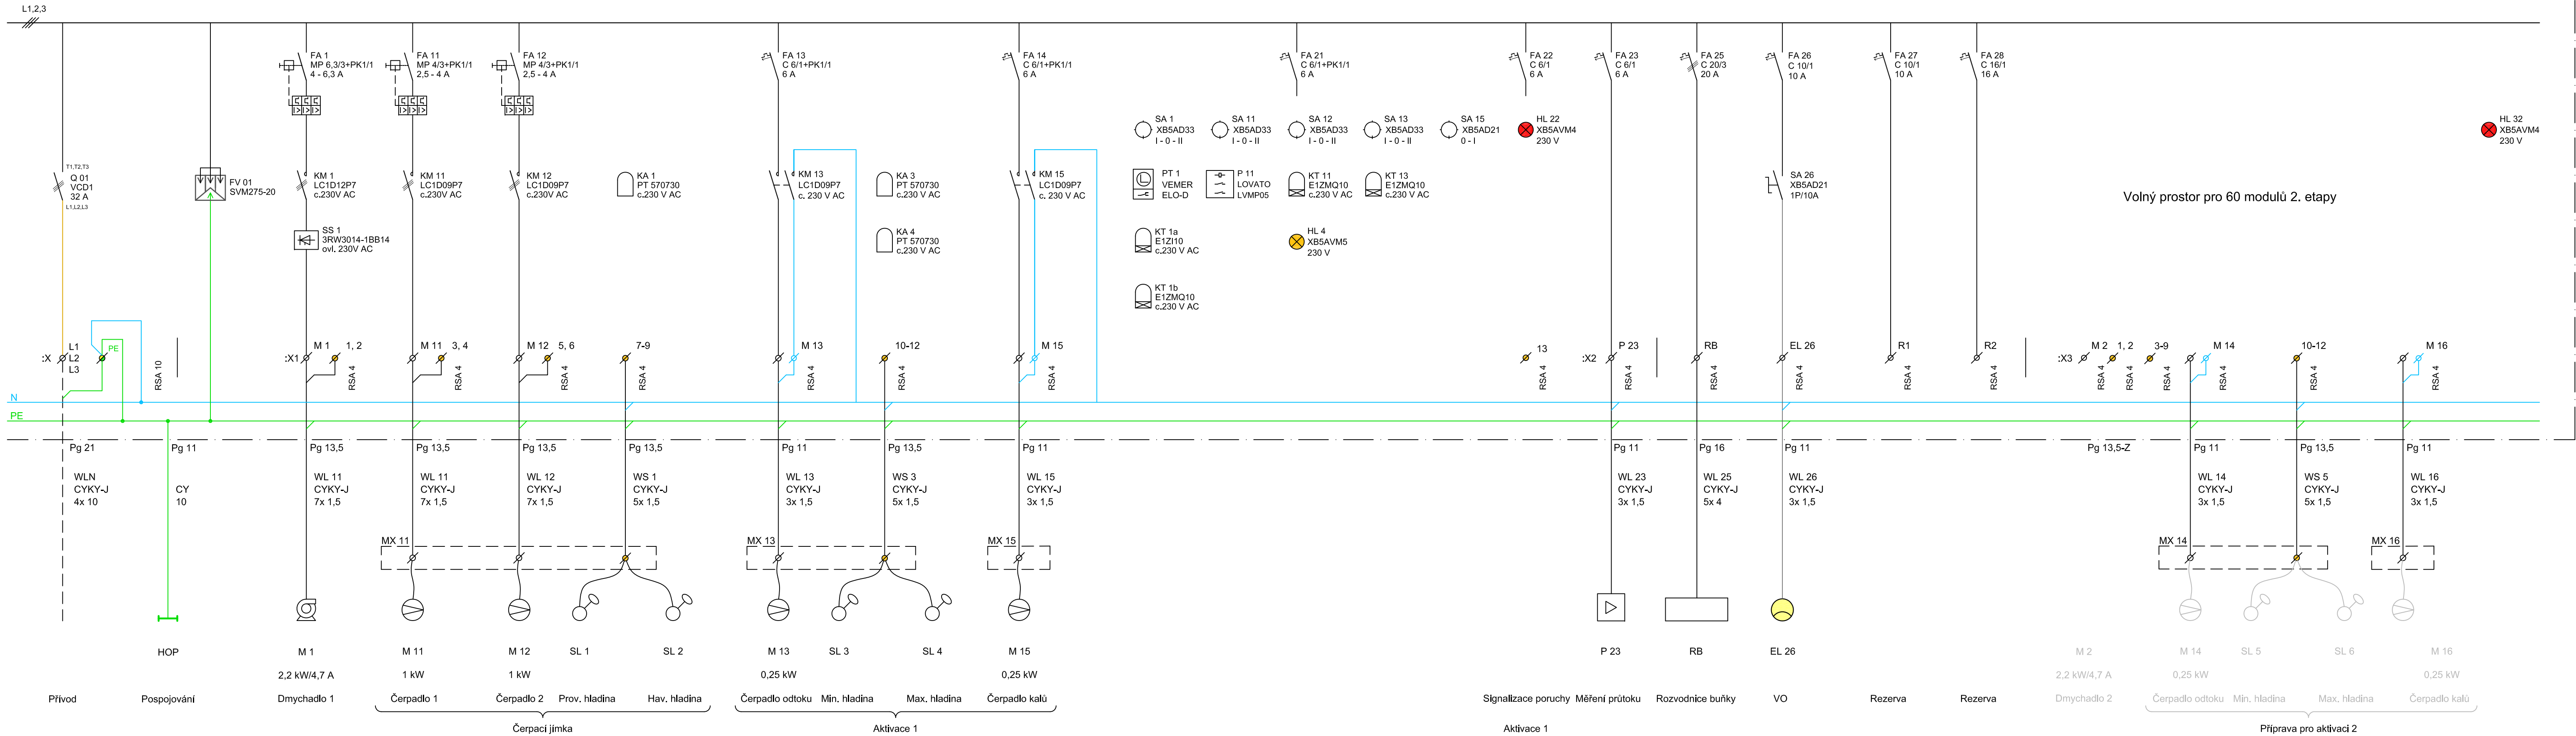 L1,2,3
FA 1
MP 6,3/3+PK1/1
4 - 6,3 A
FA 11
MP 4/3+PK1/1
2,5 - 4 A
FA 12
MP 4/3+PK1/1
2,5 - 4 A
FA 13
C 6/1+PK1/1
6 A
FA 14
C 6/1+PK1/1
6 A
FA 21
C 6/1+PK1/1
6 A
FA 22
C 6/1
6 A
FA 23
C 6/1
6 A
FA 25
C 20/3
20 A
FA 26
C 10/1
10 A
FA 27
C 10/1
10 A
FA 28
C 16/1
16 A
SA 1
XB5AD33
I - 0 - II
SA 11
XB5AD33
I - 0 - II
SA 12
XB5AD33
I - 0 - II
SA 13
XB5AD33
I - 0 - II
SA 15
XB5AD21
0 - I
HL 22
XB5AVM4
230 V
HL 32
XB5AVM4
230 V
T1,T2,T3
Q 01
VCD1
32 A
L1,L2,L3
FV 01
SVM275-20
KM 1
LC1D12P7
c.230V AC
KM 11
LC1D09P7
c.230V AC
KM 12
LC1D09P7
c.230V AC
KA 1
PT 570730
c.230 V AC
KM 13
LC1D09P7
c. 230 V AC
KA 3
PT 570730
c.230 V AC
KM 15
LC1D09P7
c. 230 V AC
PT 1
VEMER
ELO-D
P 11
LOVATO
LVMP05
KT 11
E1ZMQ10
c.230 V AC
KT 13
E1ZMQ10
c.230 V AC
SA 26
XB5AD21
1P/10A
Volný prostor pro 60 modulů 2. etapy
SS 1
3RW3014-1BB14
ovl. 230V AC
KA 4
PT 570730
c.230 V AC
KT 1a
E1ZI10
c.230 V AC
HL 4
XB5AVM5
230 V
KT 1b
E1ZMQ10
c.230 V AC
:X
L1
L2
L3
PE
RSA 10
:X1
M 1
1, 2
RSA 4
M 11
3, 4
RSA 4
M 12
5, 6
RSA 4
7-9
RSA 4
M 13
RSA 4
10-12
RSA 4
M 15
RSA 4
13
RSA 4
:X2
P 23
RSA 4
RB
RSA 4
EL 26
RSA 4
R1
RSA 4
R2
RSA 4
:X3
M 2
RSA 4
1, 2
RSA 4
3-9
RSA 4
M 14
RSA 4
10-12
RSA 4
M 16
RSA 4
N
PE
Pg 21
Pg 11
Pg 13,5
Pg 13,5
Pg 13,5
Pg 13,5
Pg 11
Pg 13,5
Pg 11
Pg 11
Pg 16
Pg 11
Pg 13,5-Z
Pg 11
Pg 13,5
Pg 11
WLN
CYKY-J
4x 10
CY
10
WL 11
CYKY-J
7x 1,5
WL 11
CYKY-J
7x 1,5
WL 12
CYKY-J
7x 1,5
WS 1
CYKY-J
5x 1,5
WL 13
CYKY-J
3x 1,5
WS 3
CYKY-J
5x 1,5
WL 15
CYKY-J
3x 1,5
WL 23
CYKY-J
3x 1,5
WL 25
CYKY-J
5x 4
WL 26
CYKY-J
3x 1,5
WL 14
CYKY-J
3x 1,5
WS 5
CYKY-J
5x 1,5
WL 16
CYKY-J
3x 1,5
MX 11
MX 13
MX 15
MX 14
MX 16
HOP
M 1
M 11
M 12
SL 1
SL 2
M 13
SL 3
SL 4
M 15
P 23
RB
EL 26
M 2
M 14
SL 5
SL 6
M 16
2,2 kW/4,7 A
1 kW
1 kW
0,25 kW
0,25 kW
2,2 kW/4,7 A
0,25 kW
0,25 kW
Přívod
Pospojování
Dmychadlo 1
Čerpadlo 1
Čerpadlo 2
Prov. hladina
Hav. hladina
Čerpadlo odtoku
Min. hladina
Max. hladina
Čerpadlo kalů
Signalizace poruchy
Měření průtoku
Rozvodnice buňky
VO
Rezerva
Rezerva
Dmychadlo 2
Čerpadlo odtoku
Min. hladina
Max. hladina
Čerpadlo kalů
Čerpací jímka
Aktivace 1
Aktivace 1
Příprava pro aktivaci 2